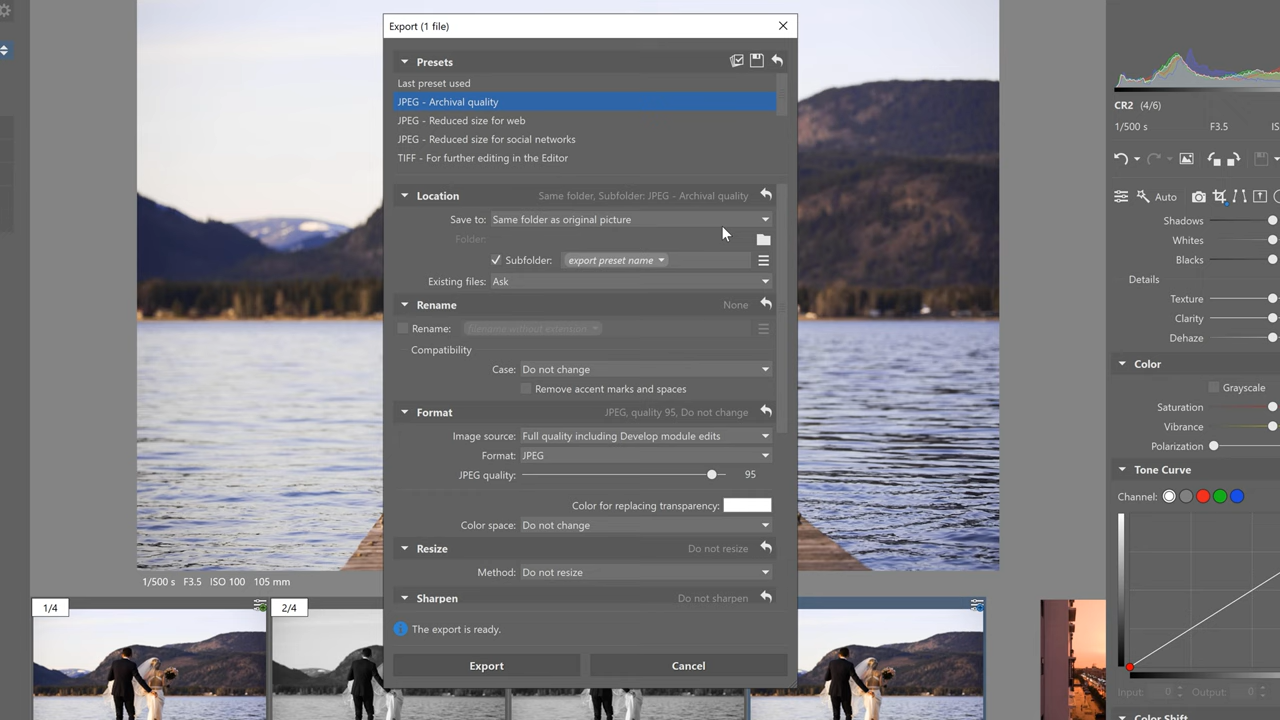 Export (1 file)
Presets
Last preset used
JPEG - Archival quality
JPEG - Reduced size for web
JPEG - Reduced size for social networks
TIFF - For further editing in the Editor
Location Same folder, Subfolder: JPEG - Archival quality
Save to: Same folder as original picture
Folder:
Subfolder: export preset name
Existing files: Ask
Rename None
Rename: filename without extention
Compatibility
Case: Do not change
Remove accent marks and spaces
Format JPEG, quality 95, Do not change
Image source: Full quality including Develop module edits
Format: JPEG
JPEG quality: 95
Color for replacing transparency:
Color space: Do not change
Resize Do not resize
Method: Do not resize
Sharpen Do not sharpen
The export is ready.
Export Cancel
1/500 s F3.5 ISO 100 105 mm
1/4
2/4
CR2 (4/6)
1/500 s F3.5 IS
Auto
Shadows
Whites
Blacks
Details
Texture
Clarity
Dehaze
Color
Grayscale
Saturation
Vibrance
Polarization
Tone Curve
Channel:
Input: 0 Output: 0
Color Shift